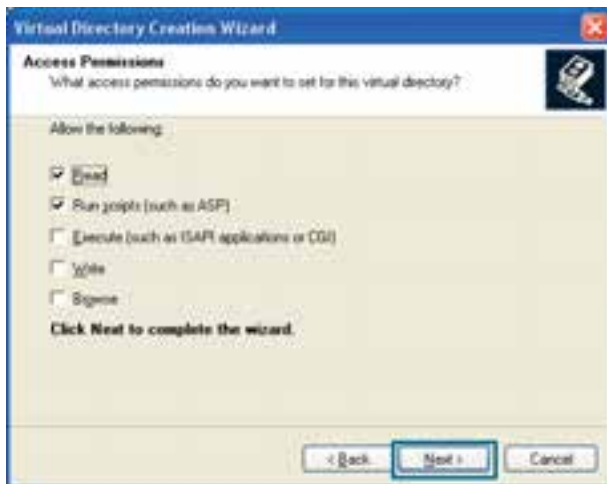 Virtual Directory Creation Wizard
Access Permissions
What access permissions do you want to set for this virtual directory?
Allow the following:
Read
Run scripts (such as ASP)
Execute (such as ISAPI applications or CGI)
Write
Browse
Click Next to complete the wizard.
< Back
Next >
Cancel